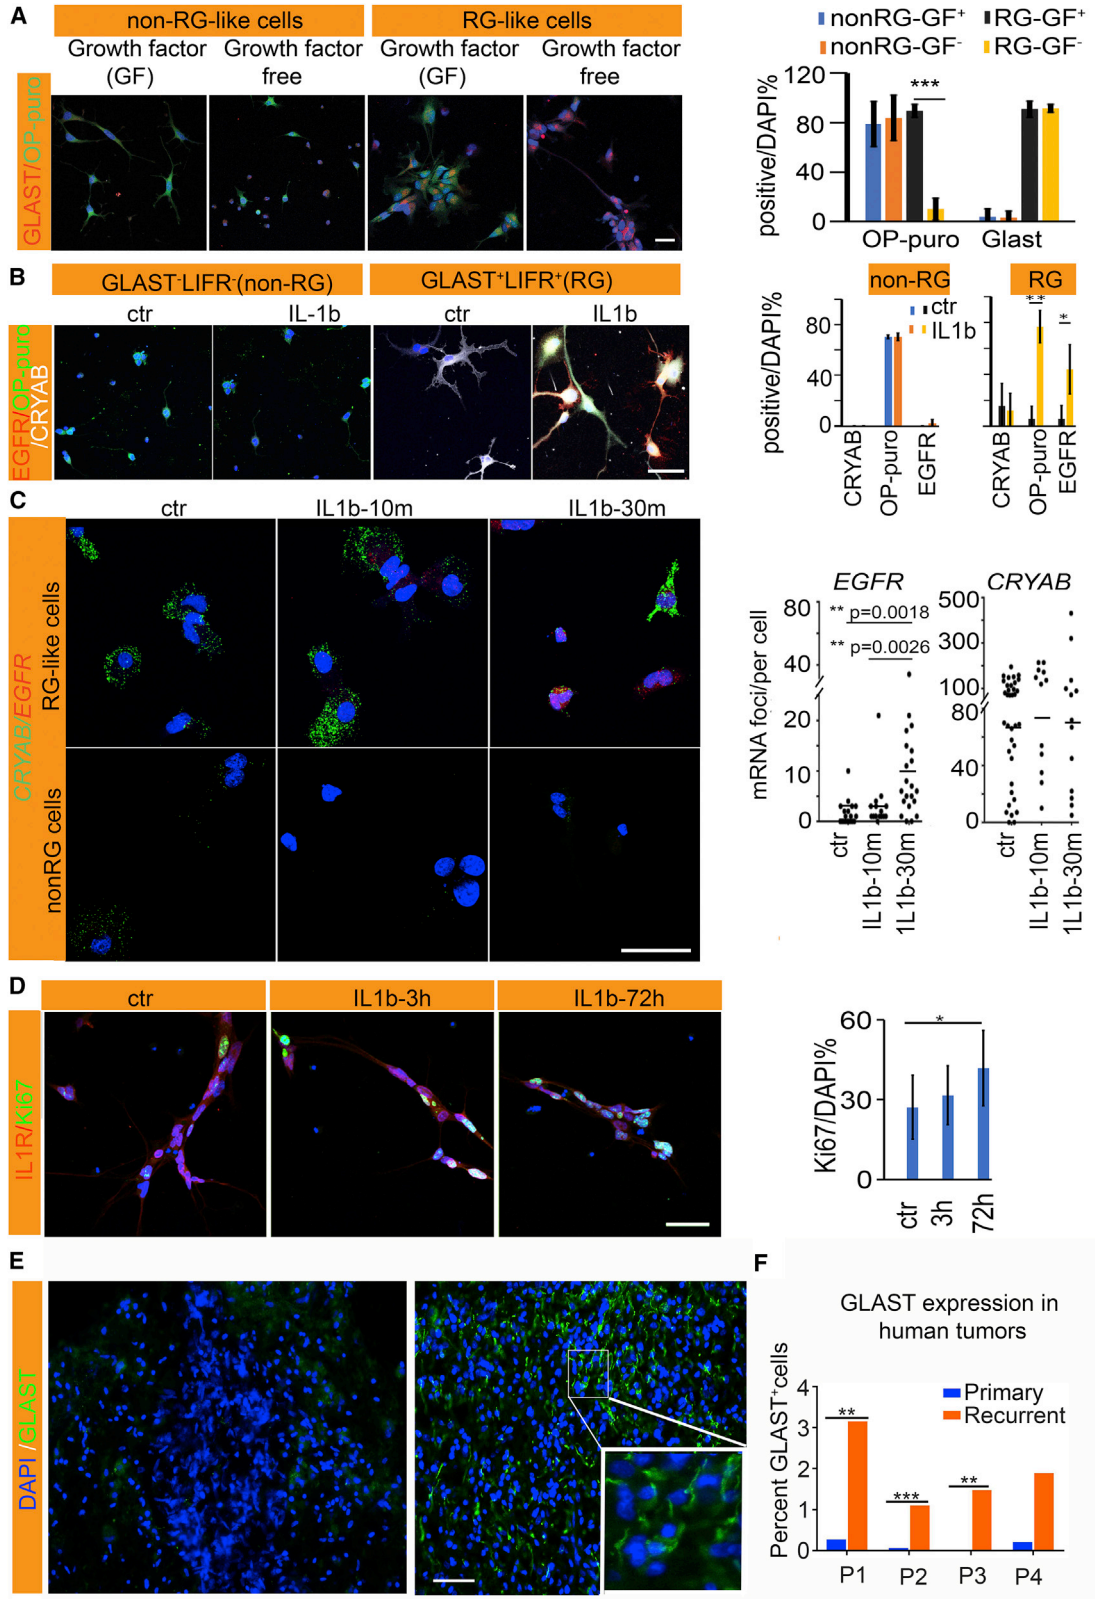 A
non-RG-like cells
RG-like cells
Growth factor (GF)
Growth factor free
Growth factor (GF)
Growth factor free
GLAST/OP-puro
nonRG-GF+
RG-GF+
nonRG-GF-
RG-GF-
positive/DAPI%
120
80
40
0
***
OP-puro
Glast
B
GLAST-LIFR-(non-RG)
GLAST+LIFR+(RG)
ctr
IL-1b
ctr
IL1b
EGFR/OP-puro
/CRYAB
non-RG
RG
positive/DAPI%
80
40
0
ctr
IL1b
**
*
CRYAB
OP-puro
EGFR
CRYAB
OP-puro
EGFR
C
ctr
IL1b-10m
IL1b-30m
CRYAB/EGFR
RG-like cells
nonRG cells
EGFR
CRYAB
mRNA foci/per cell
80
40
20
10
0
** p=0.0018
** p=0.0026
ctr
IL1b-10m
1L1b-30m
500
300
100
80
40
0
ctr
IL1b-10m
1L1b-30m
D
ctr
IL1b-3h
IL1b-72h
IL1R/Ki67
Ki67/DAPI%
60
30
0
*
ctr
3h
72h
E
DAPI /GLAST
F
GLAST expression in
human tumors
Percent GLAST+cells
4
3
2
1
0
Primary
Recurrent
**
***
**
P1
P2
P3
P4